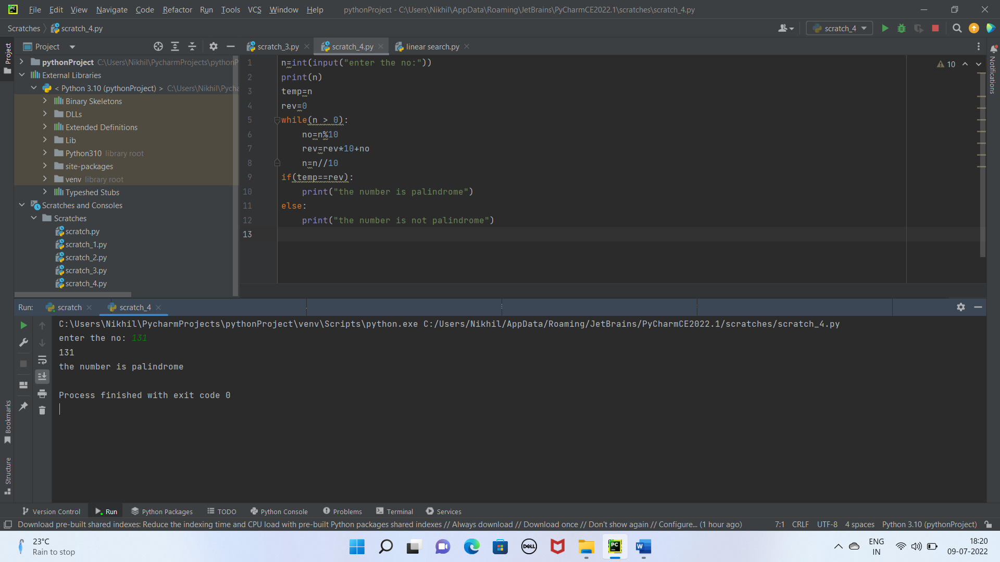 File Edit View Navigate Code Refactor Run Tools VCS Window Help pythonProject - C:\Users\Nikhil\AppData\Roaming\JetBrains\PyCharmCE2022.1\scratches\scratch_4.py
Scratches scratch_4.py scratch_4
Project
Project
scratch_3.py scratch_4.py linear search.py
Notifications
pythonProject C:\Users\Nikhil\PycharmProjects\pythonP
External Libraries
< Python 3.10 (pythonProject) > C:\Users\Nikhil\Pycha
Binary Skeletons
DLLs
Extended Definitions
Lib
Python310 library root
site-packages
venv library root
Typeshed Stubs
Scratches and Consoles
Scratches
scratch.py
scratch_1.py
scratch_2.py
scratch_3.py
scratch_4.py
10
1 n=int(input("enter the no:"))
2 print(n)
3 temp=n
4 rev=0
5 while(n > 0):
6 no=n%10
7 rev=rev*10+no
8 n=n//10
9 if(temp==rev):
10 print("the number is palindrome")
11 else:
12 print("the number is not palindrome")
13
Run: scratch scratch_4
C:\Users\Nikhil\PycharmProjects\pythonProject\venv\Scripts\python.exe C:/Users/Nikhil/AppData/Roaming/JetBrains/PyCharmCE2022.1/scratches/scratch_4.py
enter the no: 131
131
the number is palindrome
Process finished with exit code 0
Bookmarks
Structure
Version Control Run Python Packages TODO Python Console Problems Terminal Services
Download pre-built shared indexes: Reduce the indexing time and CPU load with pre-built Python packages shared indexes // Always download // Download once // Don't show again // Configure... (1 hour ago) 7:1 CRLF UTF-8 4 spaces Python 3.10 (pythonProject)
23°C
Rain to stop
DELL
PC
W
ENG
IN
18:20
09-07-2022